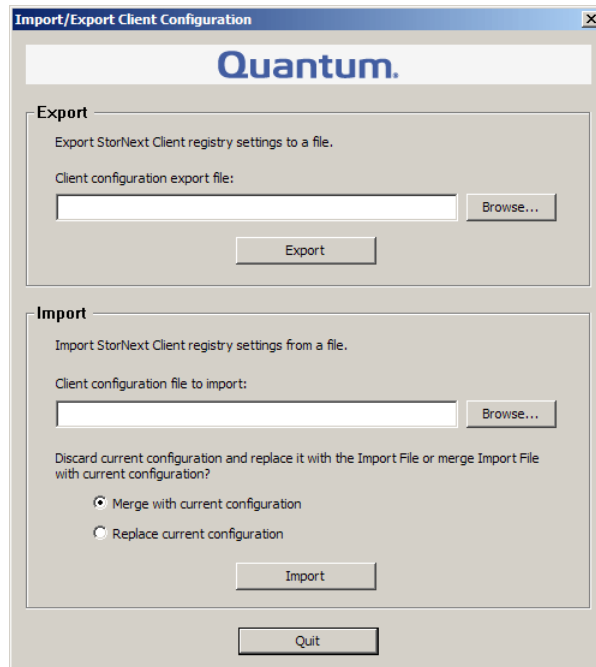 Import/Export Client Configuration
Quantum.
Export
Export StorNext Client registry settings to a file.
Client configuration export file:
Browse...
Export
Import
Import StorNext Client registry settings from a file.
Client configuration file to import:
Browse...
Discard current configuration and replace it with the Import File or merge Import File
with current configuration?
Merge with current configuration
Replace current configuration
Import
Quit